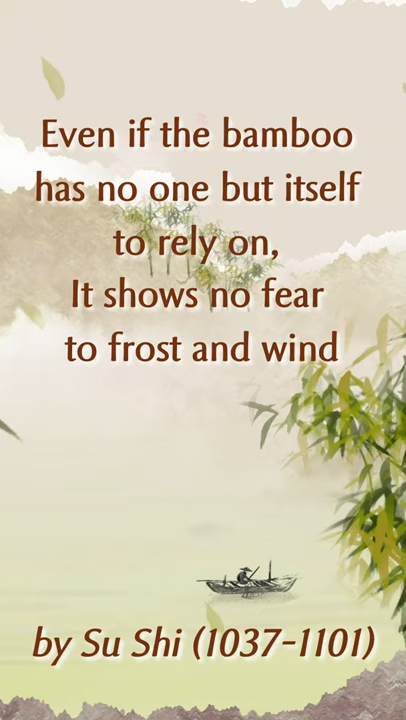 Even if the bamboo
has no one but itself
to rely on,
It shows no fear
to frost and wind
by Su Shi (1037-1101)